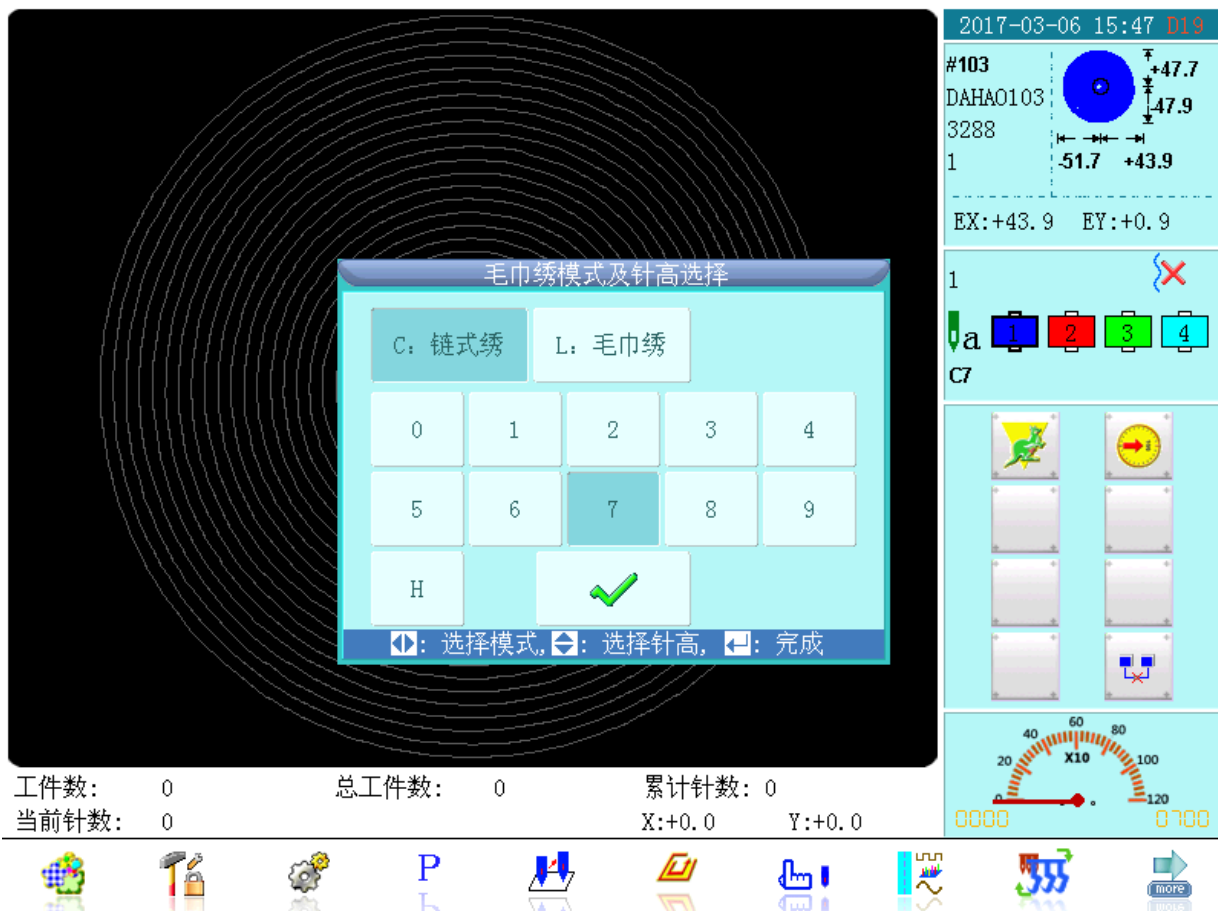 2017-03-06 15:47 D19
#103
DAHAO103
3288
1
+47.7
-47.9
-51.7 +43.9
EX:+43.9 EY:+0.9
毛巾绣模式及针高选择
C: 链式绣 L: 毛巾绣
0 1 2 3 4
5 6 7 8 9
H
: 选择模式, : 选择针高, : 完成
1
a 1 2 3 4
C7
0 20 40 60 80 100 120
X10
0000 0700
工件数: 0 总工件数: 0 累计针数: 0
当前针数: 0 X:+0.0 Y:+0.0
P
more